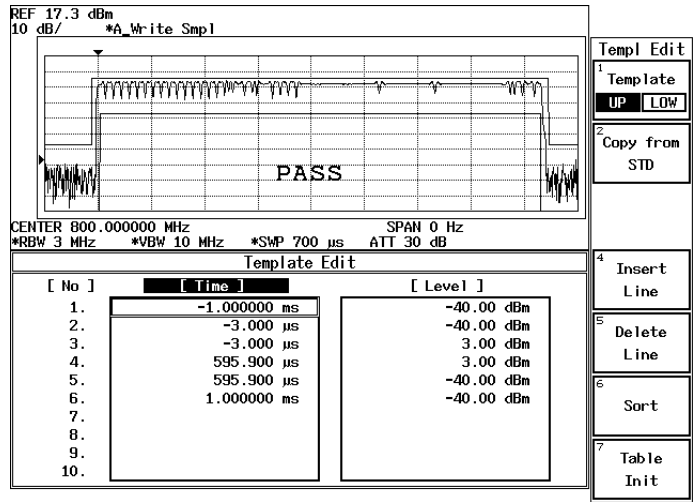 REF 17.3 dBm
10 dB/ *A_Write Smpl
PASS
CENTER 800.000000 MHz SPAN 0 Hz
*RBW 3 MHz *VBW 10 MHz *SWP 700 µs ATT 30 dB
Template Edit
[ No ] [ Time ] [ Level ]
1. -1.000000 ms -40.00 dBm
2. -3.000 µs -40.00 dBm
3. -3.000 µs 3.00 dBm
4. 595.900 µs 3.00 dBm
5. 595.900 µs -40.00 dBm
6. 1.000000 ms -40.00 dBm
7.
8.
9.
10.
Templ Edit
1
Template
UP LOW
2
Copy from
STD
4
Insert
Line
5
Delete
Line
6
Sort
7
Table
Init